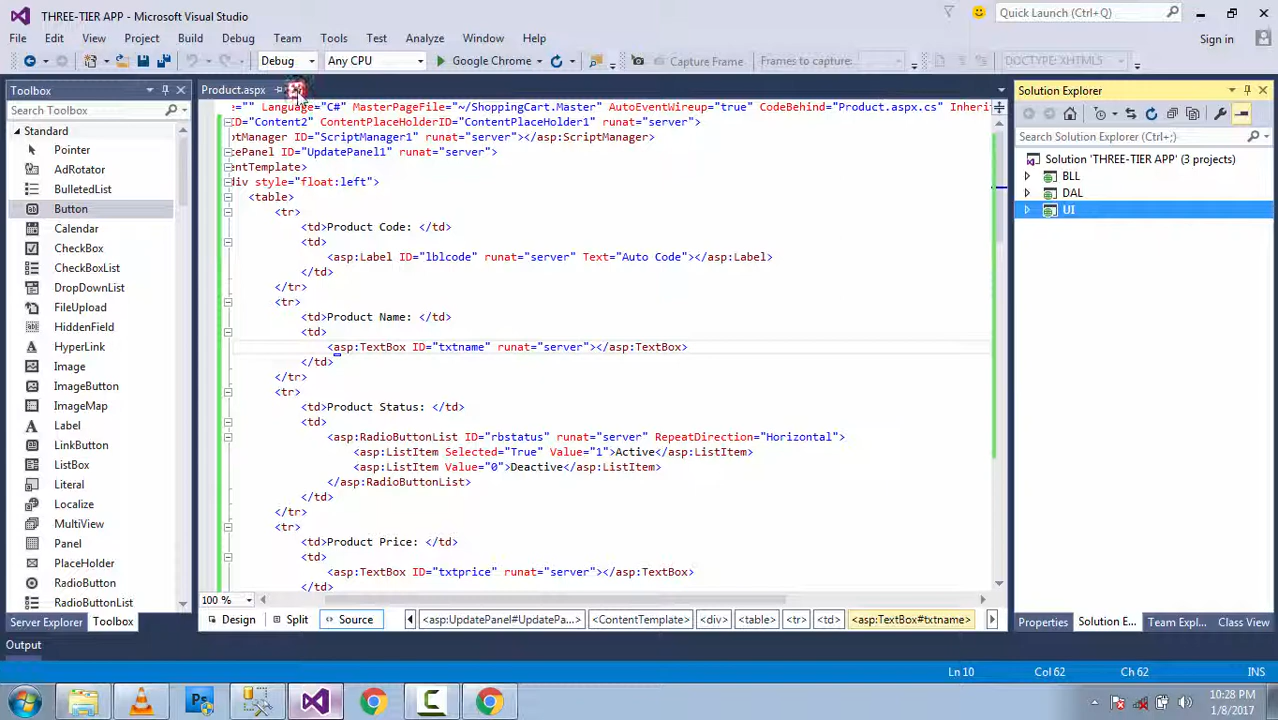 THREE-TIER APP - Microsoft Visual Studio
Quick Launch (Ctrl+Q)
File Edit View Project Build Debug Team Tools Test Analyze Window Help
Sign in
Debug Any CPU Google Chrome Capture Frame Frames to capture: DOCTYPE: XHTML5
Toolbox
Search Toolbox
Standard
Pointer
AdRotator
BulletedList
Button
Calendar
CheckBox
CheckBoxList
DropDownList
FileUpload
HiddenField
HyperLink
Image
ImageButton
ImageMap
Label
LinkButton
ListBox
Literal
Localize
MultiView
Panel
PlaceHolder
RadioButton
RadioButtonList
Server Explorer Toolbox
Product.aspx
e="" Language="C#" MasterPageFile="~/ShoppingCart.Master" AutoEventWireup="true" CodeBehind="Product.aspx.cs" Inherit
ID="Content2" ContentPlaceHolderID="ContentPlaceHolder1" runat="server">
ptManager ID="ScriptManager1" runat="server"></asp:ScriptManager>
tePanel ID="UpdatePanel1" runat="server">
entTemplate>
div style="float:left">
<table>
<tr>
<td>Product Code: </td>
<td>
<asp:Label ID="lblcode" runat="server" Text="Auto Code"></asp:Label>
</td>
</tr>
<tr>
<td>Product Name: </td>
<td>
<asp:TextBox ID="txtname" runat="server"></asp:TextBox>
</td>
</tr>
<tr>
<td>Product Status: </td>
<td>
<asp:RadioButtonList ID="rbstatus" runat="server" RepeatDirection="Horizontal">
<asp:ListItem Selected="True" Value="1">Active</asp:ListItem>
<asp:ListItem Value="0">Deactive</asp:ListItem>
</asp:RadioButtonList>
</td>
</tr>
<tr>
<td>Product Price: </td>
<td>
<asp:TextBox ID="txtprice" runat="server"></asp:TextBox>
</td>
100 %
Design Split Source <asp:UpdatePanel#UpdatePa...> <ContentTemplate> <div> <table> <tr> <td> <asp:TextBox#txtname>
Solution Explorer
Search Solution Explorer (Ctrl+;)
Solution 'THREE-TIER APP' (3 projects)
BLL
DAL
UI
Properties Solution E... Team Expl... Class View
Output
Ln 10 Col 62 Ch 62 INS
10:28 PM
1/8/2017